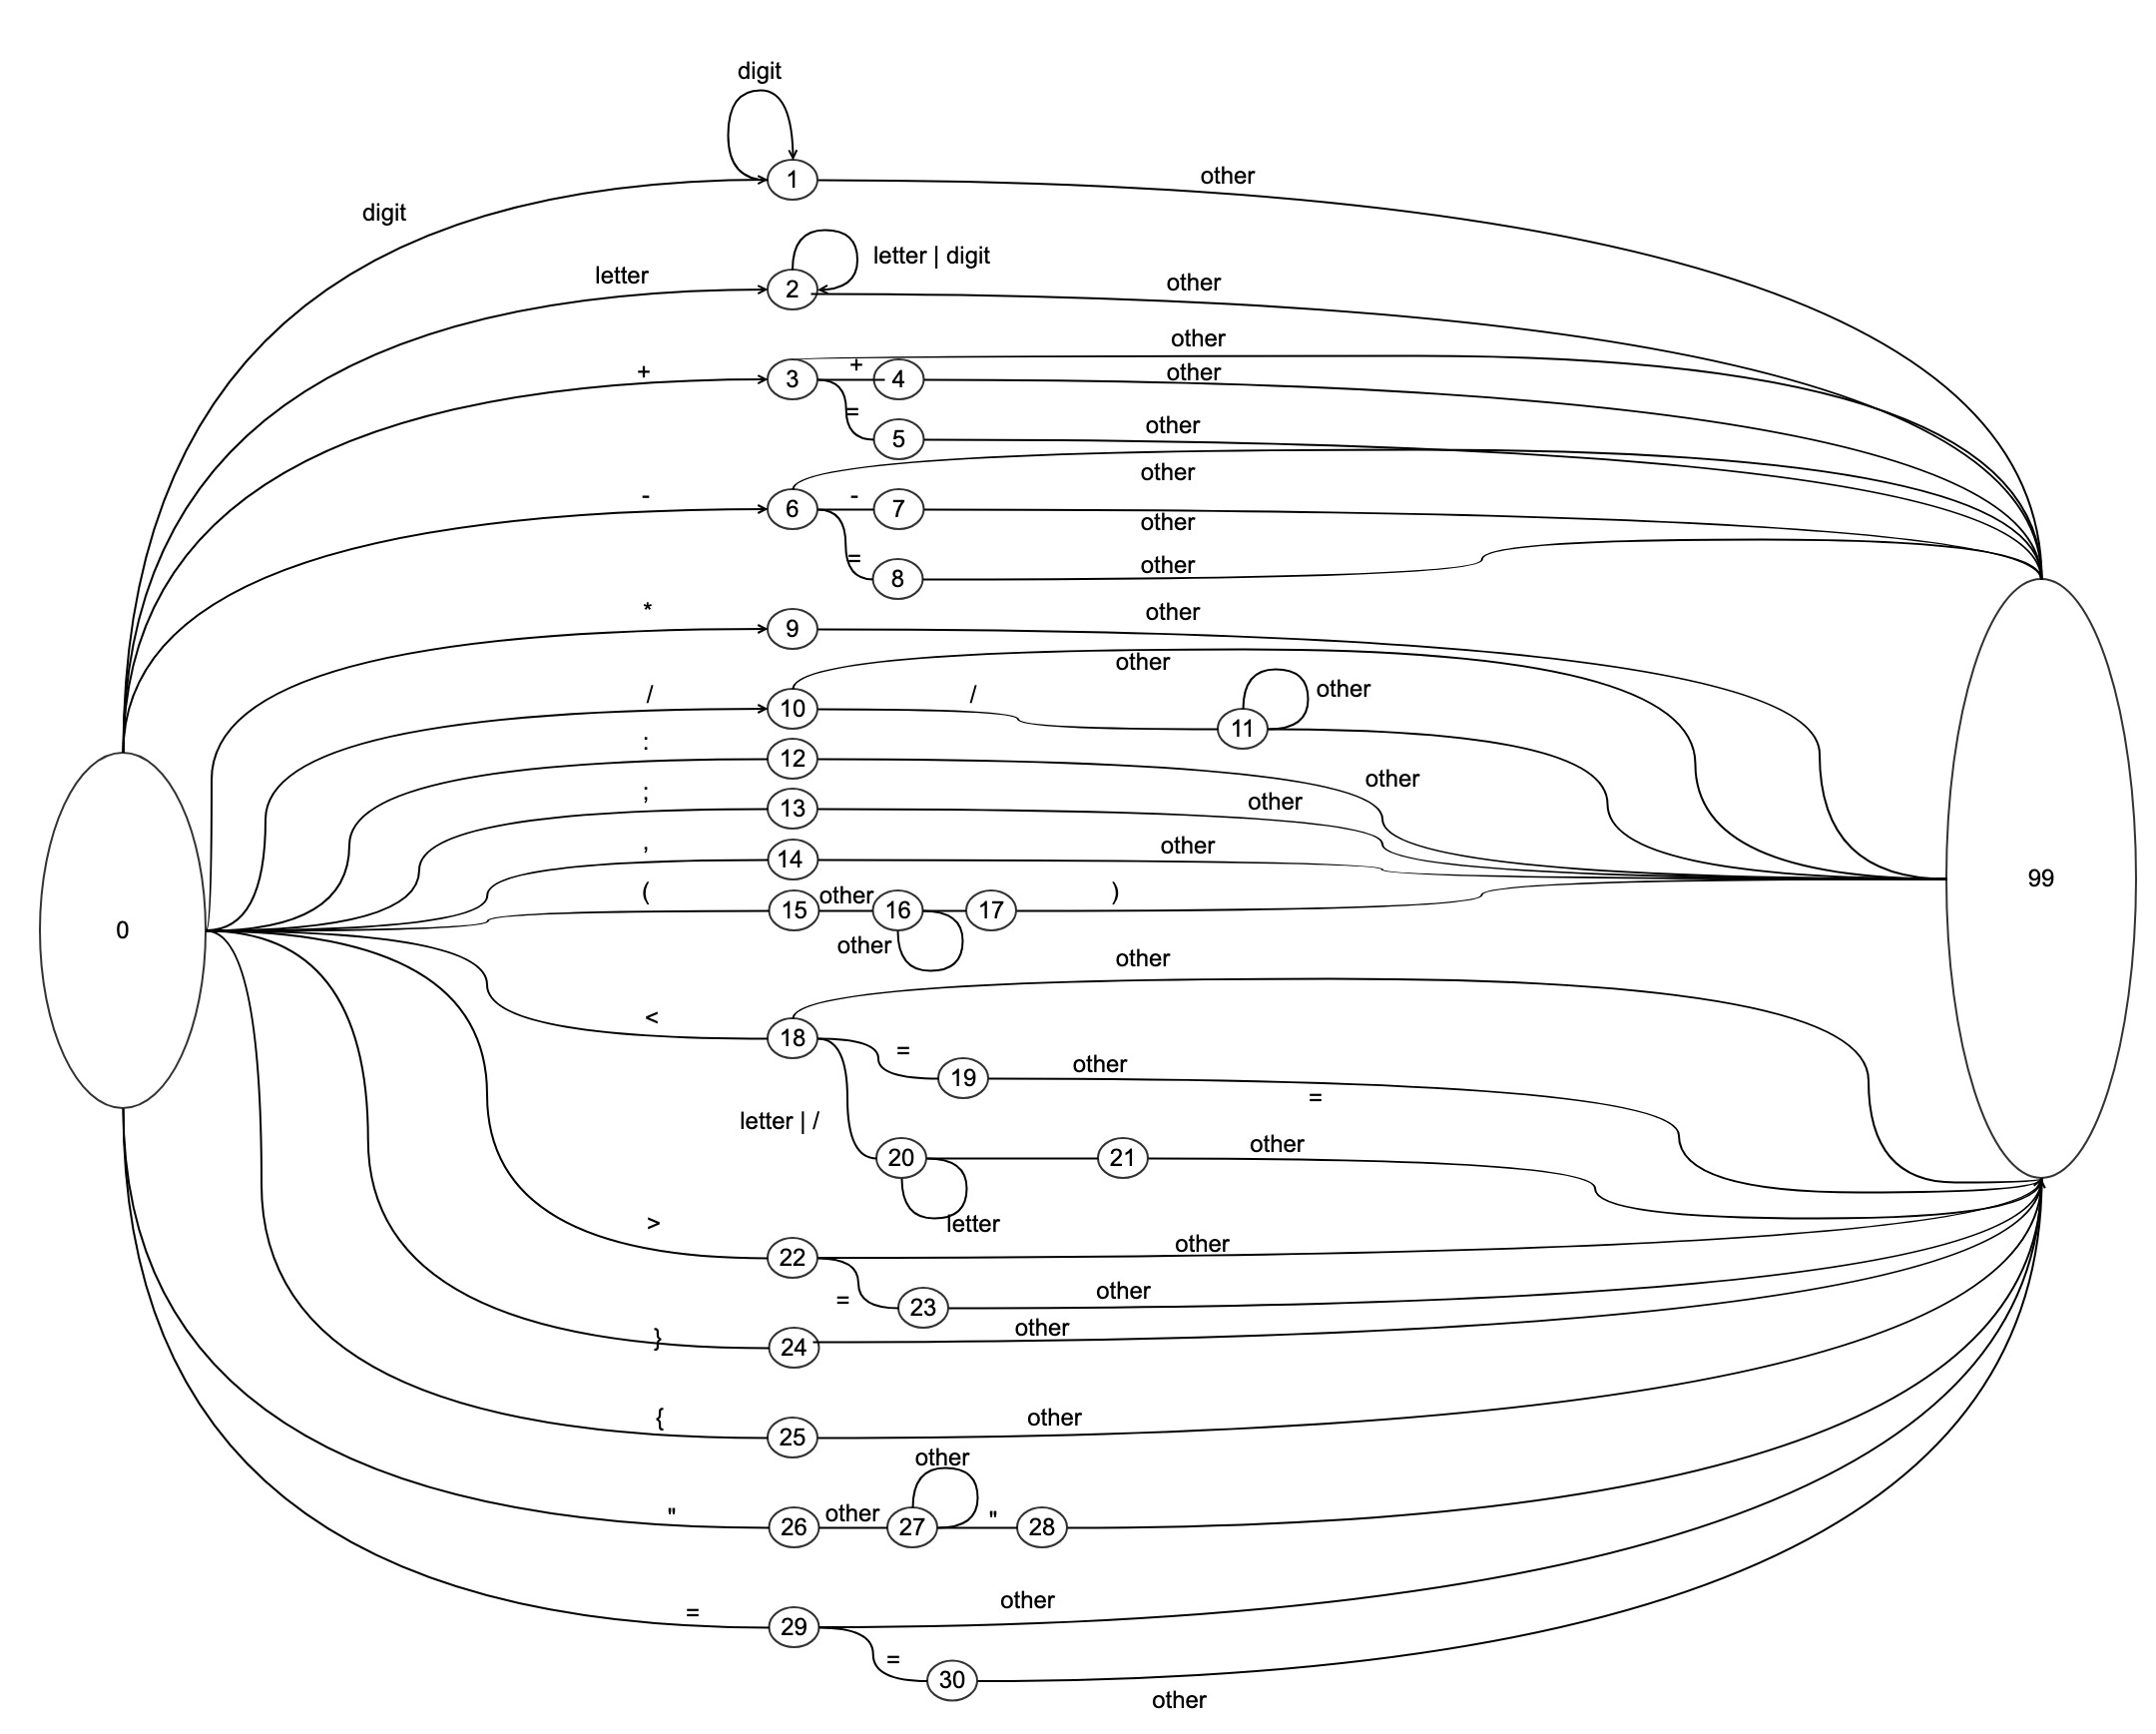 digit
digit
1
other
letter
2
letter | digit
other
+
3
other
+
4
other
=
5
other
-
6
other
-
7
other
=
8
other
*
9
other
/
10
other
/
11
other
:
12
other
;
13
other
,
14
other
(
15
other
16
other
17
)
0
99
<
18
other
=
19
other
=
letter | /
20
letter
21
other
>
22
other
=
23
other
}
24
other
{
25
other
"
26
other
27
other
"
28
=
29
other
=
30
other